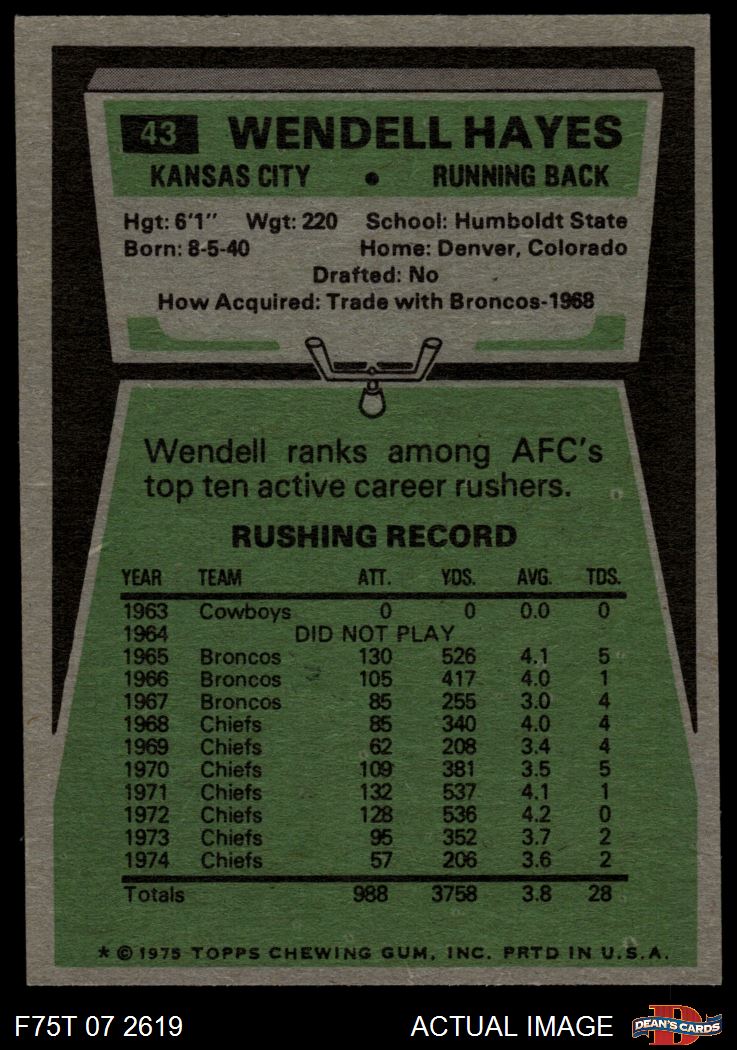 43 WENDELL HAYES
KANSAS CITY • RUNNING BACK
Hgt: 6'1" Wgt: 220 School: Humboldt State
Born: 8-5-40 Home: Denver, Colorado
Drafted: No
How Acquired: Trade with Broncos-1968
Wendell ranks among AFC's
top ten active career rushers.
RUSHING RECORD
YEAR TEAM ATT. YDS. AVG. TDS.
1963 Cowboys 0 0 0.0 0
1964 DID NOT PLAY
1965 Broncos 130 526 4.1 5
1966 Broncos 105 417 4.0 1
1967 Broncos 85 255 3.0 4
1968 Chiefs 85 340 4.0 4
1969 Chiefs 62 208 3.4 4
1970 Chiefs 109 381 3.5 5
1971 Chiefs 132 537 4.1 1
1972 Chiefs 128 536 4.2 0
1973 Chiefs 95 352 3.7 2
1974 Chiefs 57 206 3.6 2
Totals 988 3758 3.8 28
* © 1975 TOPPS CHEWING GUM, INC. PRTD IN U.S.A.
F75T 07 2619 ACTUAL IMAGE D DEAN'S CARDS